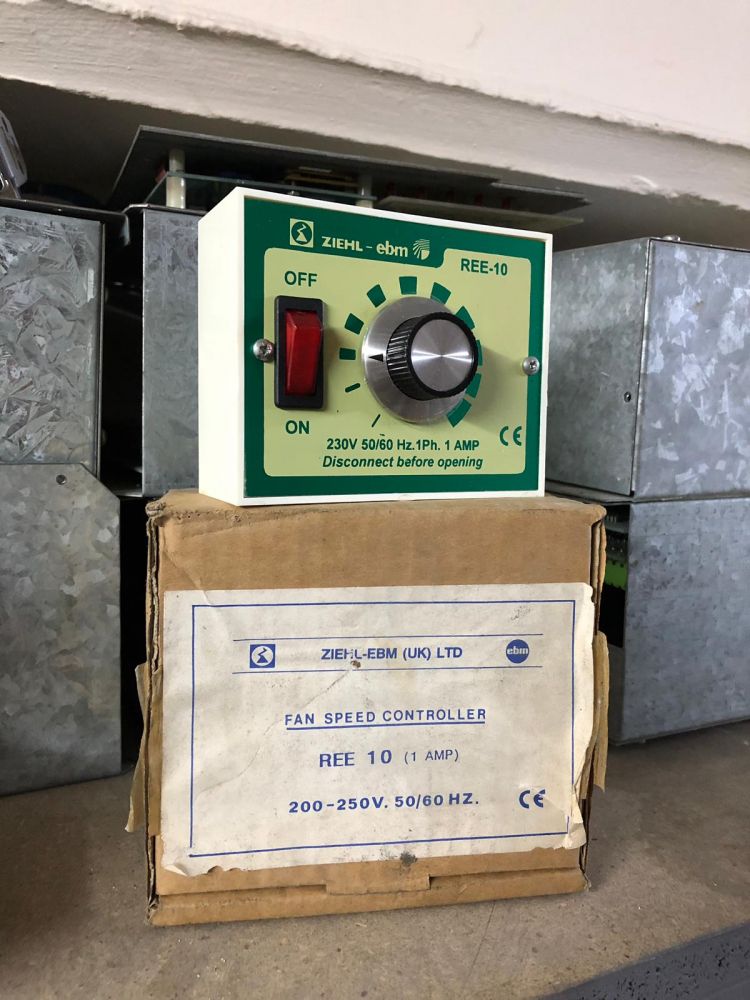 ZIEHL-ebm
REE-10
OFF
ON
CE
230V 50/60 Hz.1Ph. 1 AMP
Disconnect before opening
ZIEHL-EBM (UK) LTD
ebm
FAN SPEED CONTROLLER
REE 10 (1 AMP)
200-250V. 50/60 HZ.
CE